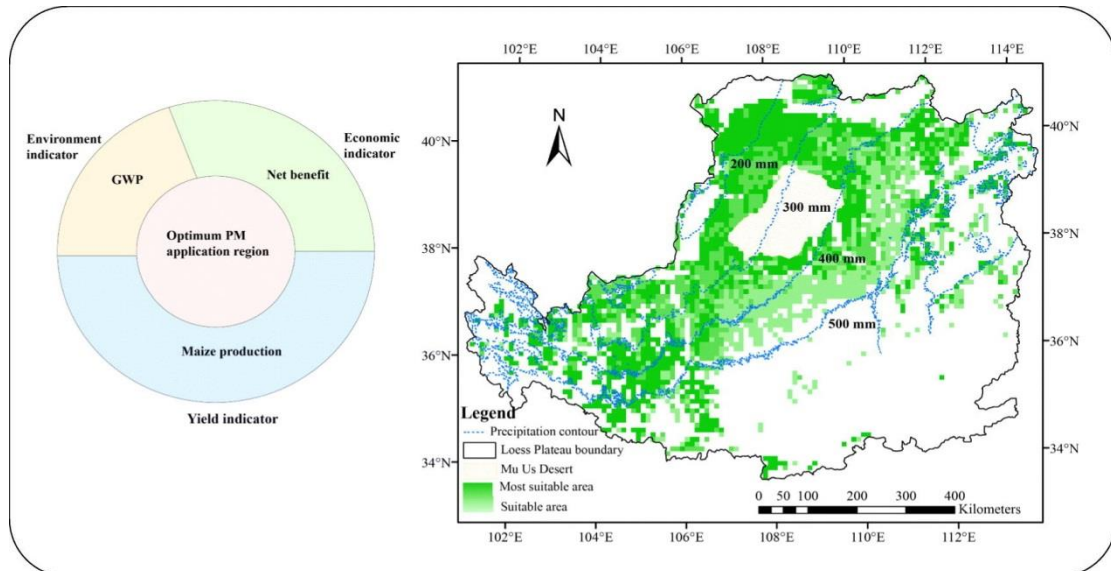 Environment
indicator
GWP
Economic
indicator
Net benefit
Optimum PM
application region
Maize production
Yield indicator
102°E 104°E 106°E 108°E 110°E 112°E 114°E
40°N
38°N
36°N
34°N
N
200 mm
300 mm
400 mm
500 mm
Legend
Precipitation contour
Loess Plateau boundary
Mu Us Desert
Most suitable area
Suitable area
0 50 100 200 300 400
Kilometers
40°N
38°N
36°N
34°N
102°E 104°E 106°E 108°E 110°E 112°E